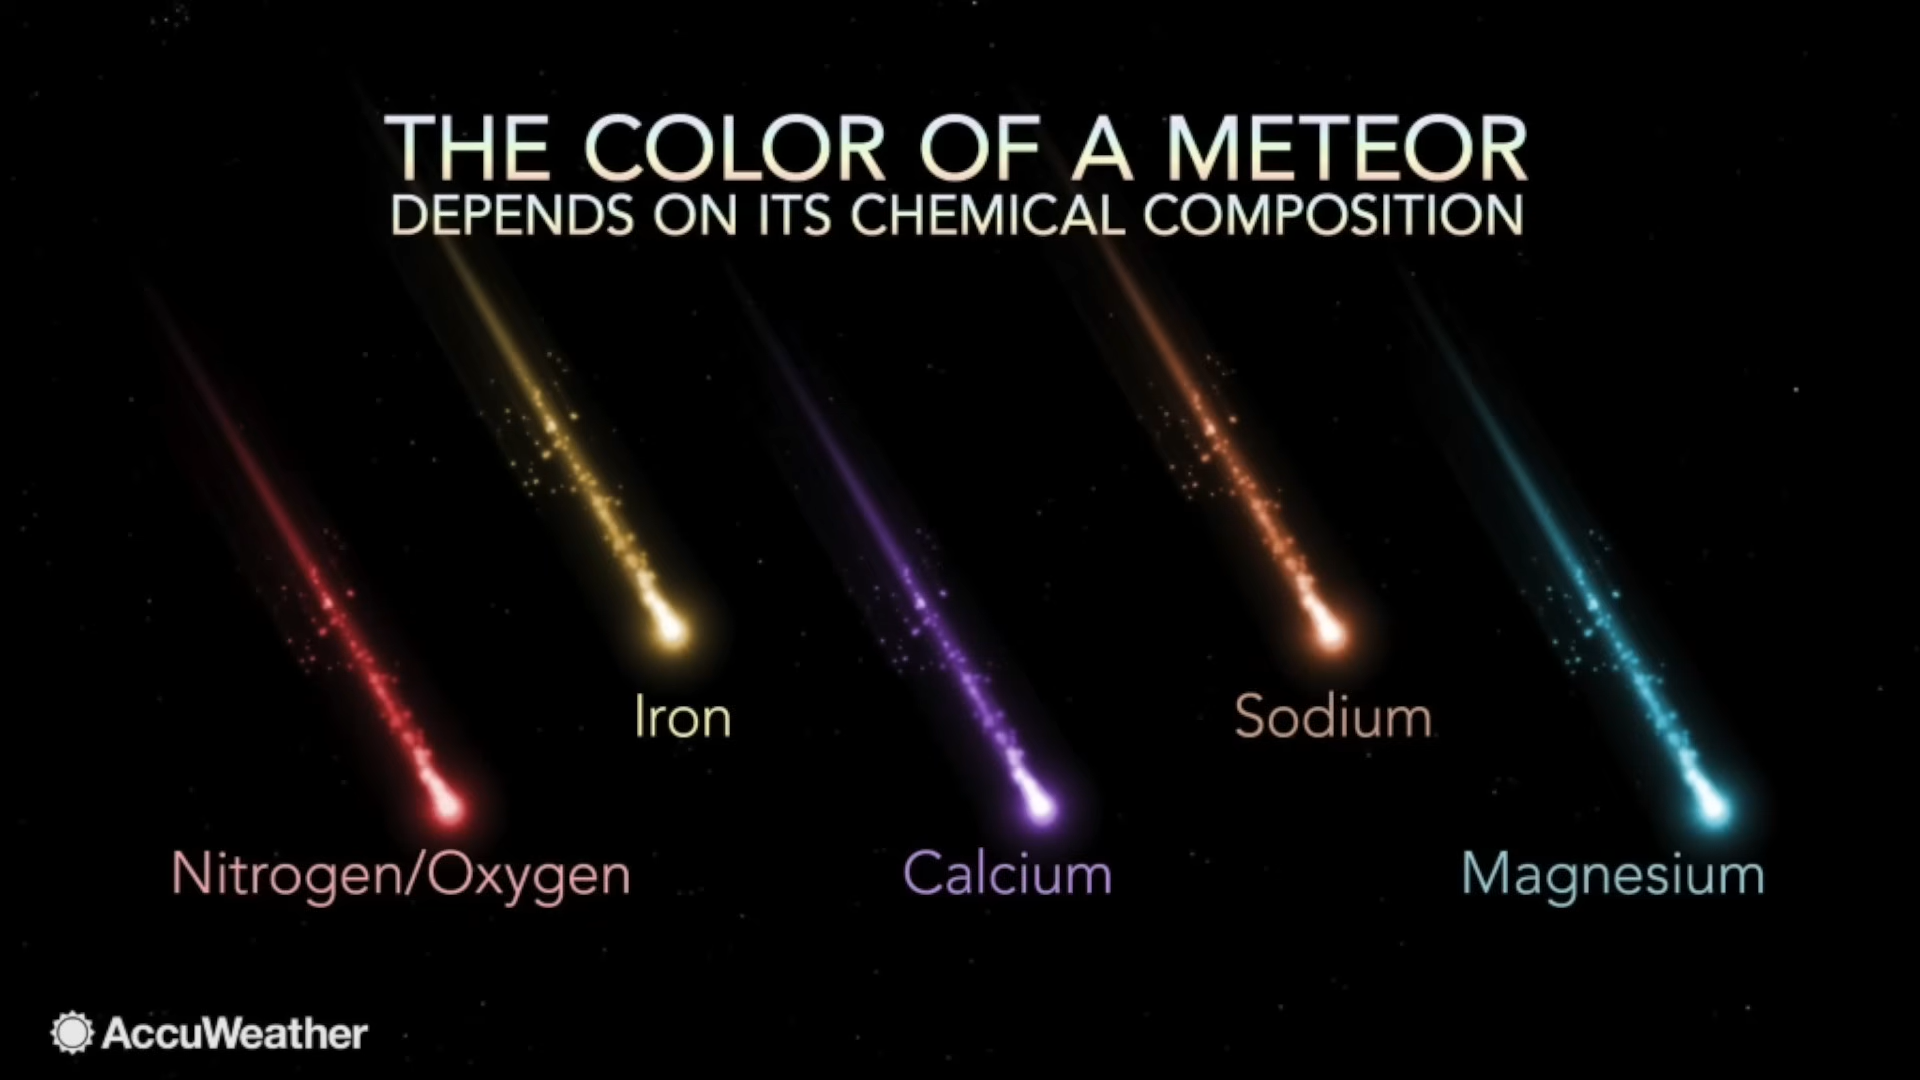 THE COLOR OF A METEOR
DEPENDS ON ITS CHEMICAL COMPOSITION
Iron
Sodium
Nitrogen/Oxygen
Calcium
Magnesium
AccuWeather